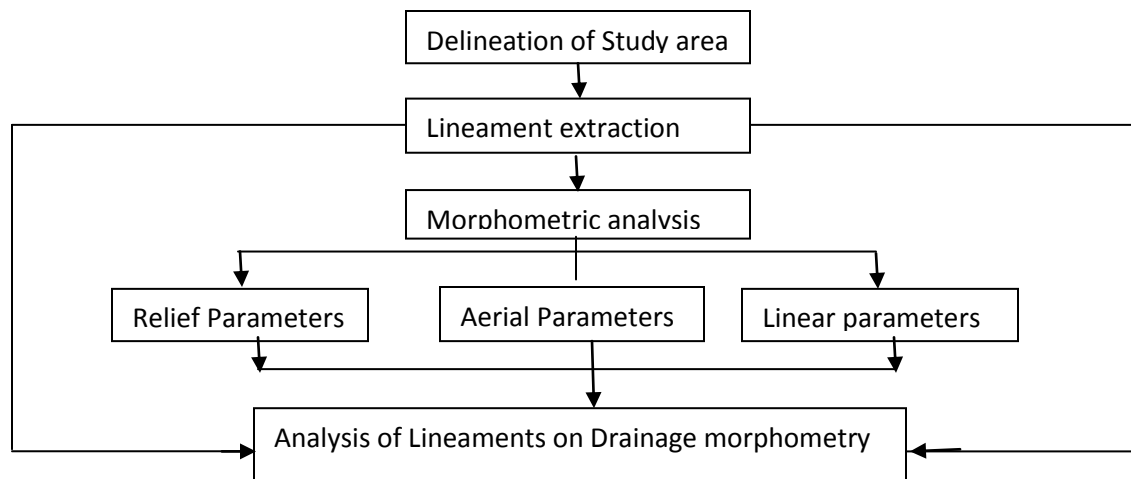 Delineation of Study area
Lineament extraction
Morphometric analysis
Relief Parameters
Aerial Parameters
Linear parameters
Analysis of Lineaments on Drainage morphometry